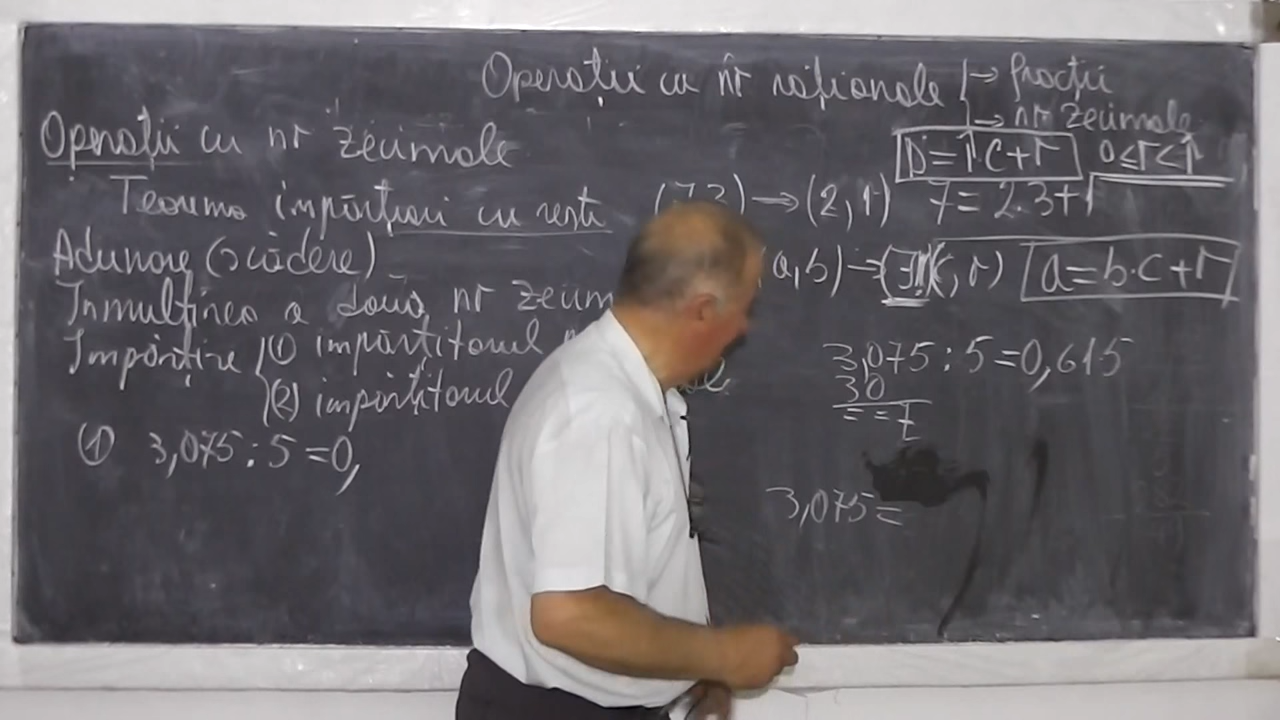 Operații cu nr raționale → fracții
→ nr zecimale
Operații cu nr zecimale
D=Î·C+r 0≤r<Î
Teorema împărțirii cu rest (7,3)→(2,1) 7=2·3+1
Adunare (scădere) (a,b)→(∃!)(c,r) a=b·c+r
Înmulțirea a două nr zecim
Împărțire (1) împărțitorul
(2) împărțitorul
3,075:5=0,615
30
==7
(1) 3,075:5=0,
3,075=